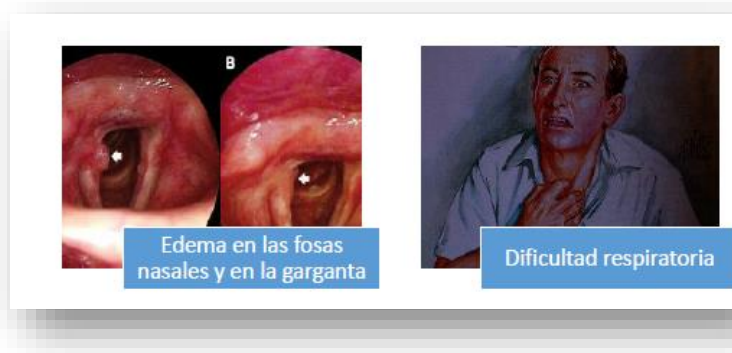 B
Edema en las fosas
nasales y en la garganta
Dificultad respiratoria